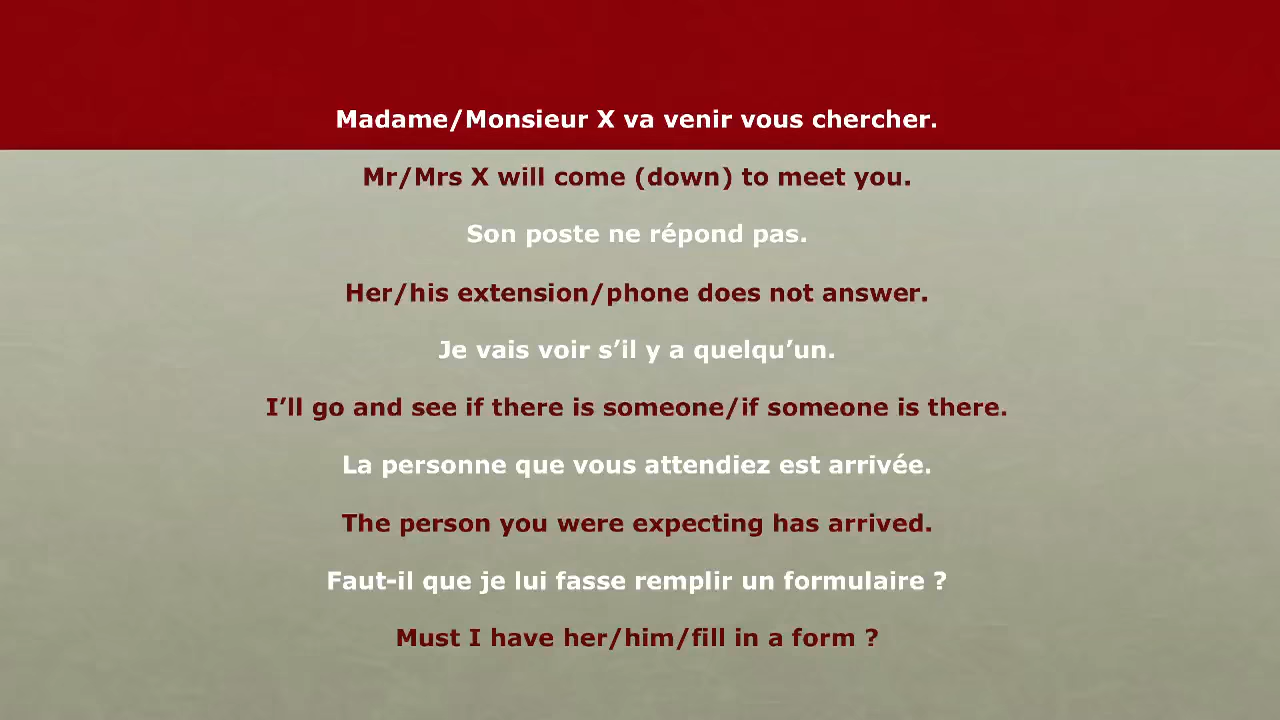 Madame/Monsieur X va venir vous chercher.
Mr/Mrs X will come (down) to meet you.
Son poste ne répond pas.
Her/his extension/phone does not answer.
Je vais voir s’il y a quelqu’un.
I’ll go and see if there is someone/if someone is there.
La personne que vous attendiez est arrivée.
The person you were expecting has arrived.
Faut-il que je lui fasse remplir un formulaire ?
Must I have her/him/fill in a form ?